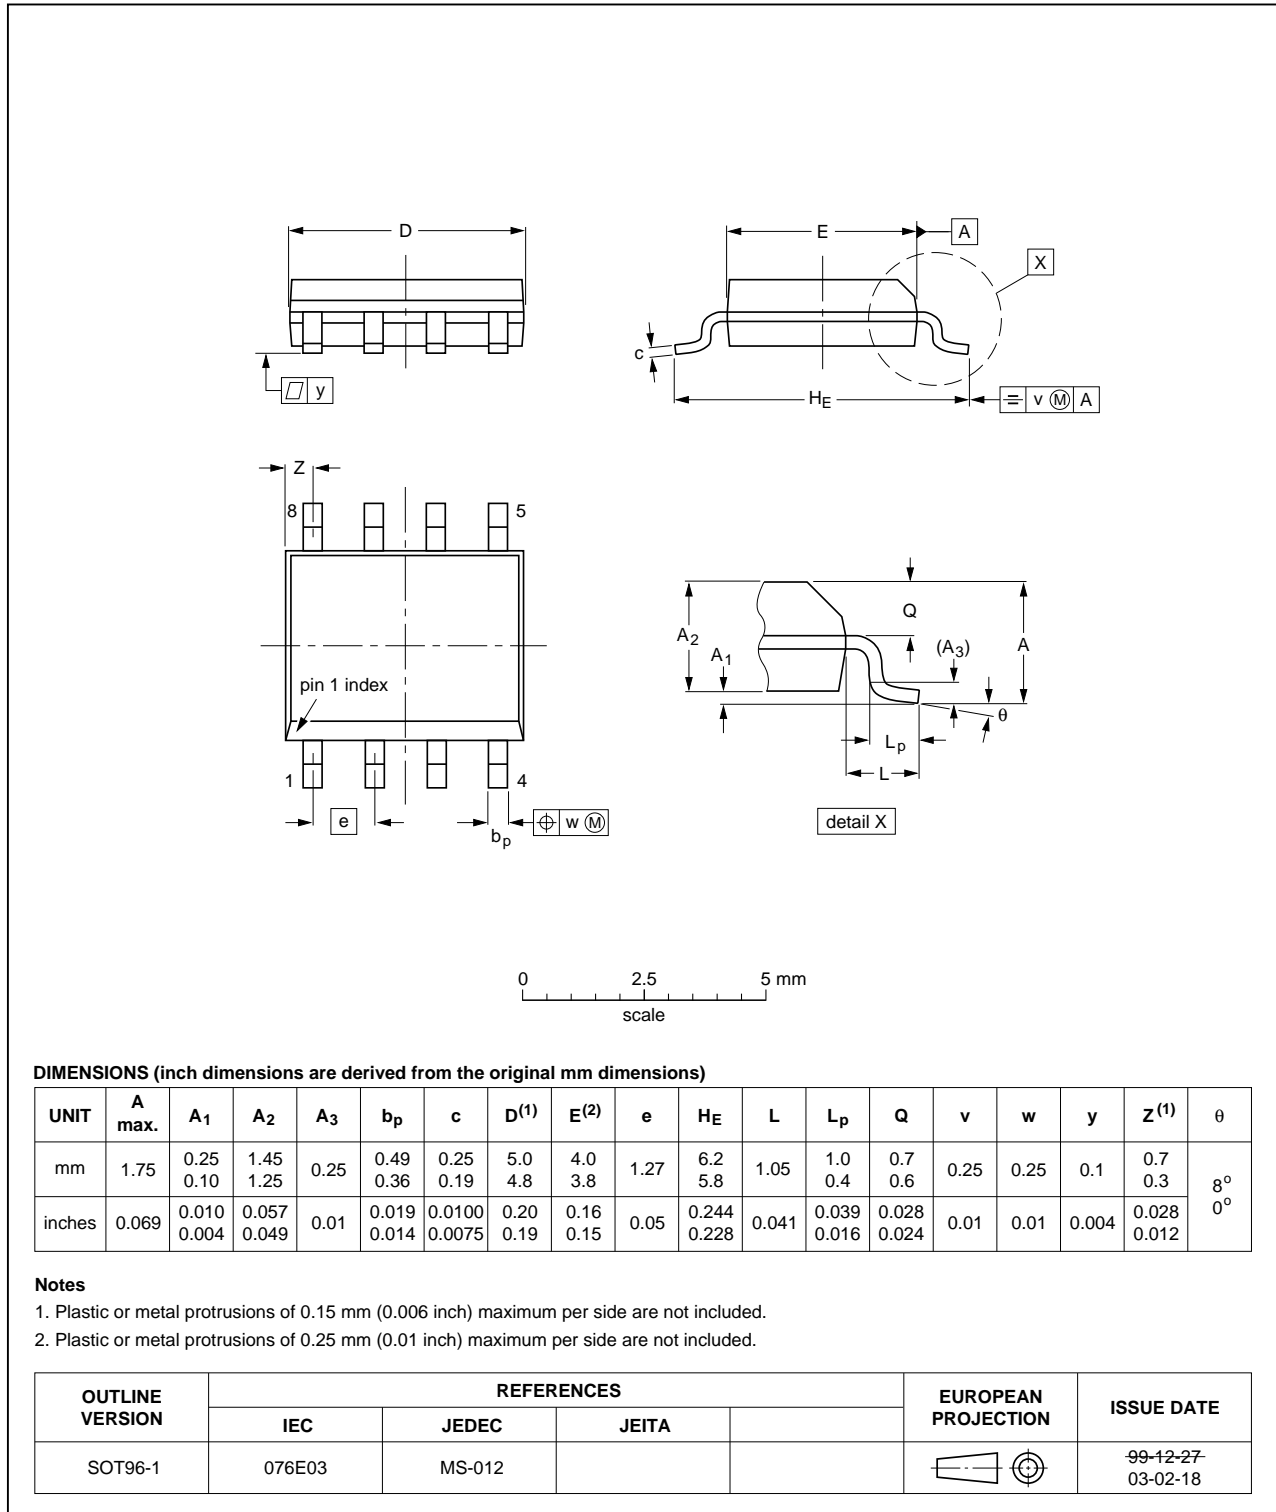 D
E
A
X
c
y
HE
v M A
Z
8
5
Q
A2
A1
(A3)
A
pin 1 index
θ
Lp
L
1
4
e
w M
bp
detail X
0 2.5 5 mm
scale
DIMENSIONS (inch dimensions are derived from the original mm dimensions)
UNIT A max. A1 A2 A3 bp c D(1) E(2) e HE L Lp Q v w y Z(1) θ
mm 1.75 0.25 0.10 1.45 1.25 0.25 0.49 0.36 0.25 0.19 5.0 4.8 4.0 3.8 1.27 6.2 5.8 1.05 1.0 0.4 0.7 0.6 0.25 0.25 0.1 0.7 0.3 8o 0o
inches 0.069 0.010 0.004 0.057 0.049 0.01 0.019 0.014 0.0100 0.0075 0.20 0.19 0.16 0.15 0.05 0.244 0.228 0.041 0.039 0.016 0.028 0.024 0.01 0.01 0.004 0.028 0.012
Notes
1. Plastic or metal protrusions of 0.15 mm (0.006 inch) maximum per side are not included.
2. Plastic or metal protrusions of 0.25 mm (0.01 inch) maximum per side are not included.
OUTLINE VERSION REFERENCES EUROPEAN PROJECTION ISSUE DATE
IEC JEDEC JEITA
SOT96-1 076E03 MS-012 99-12-27
03-02-18